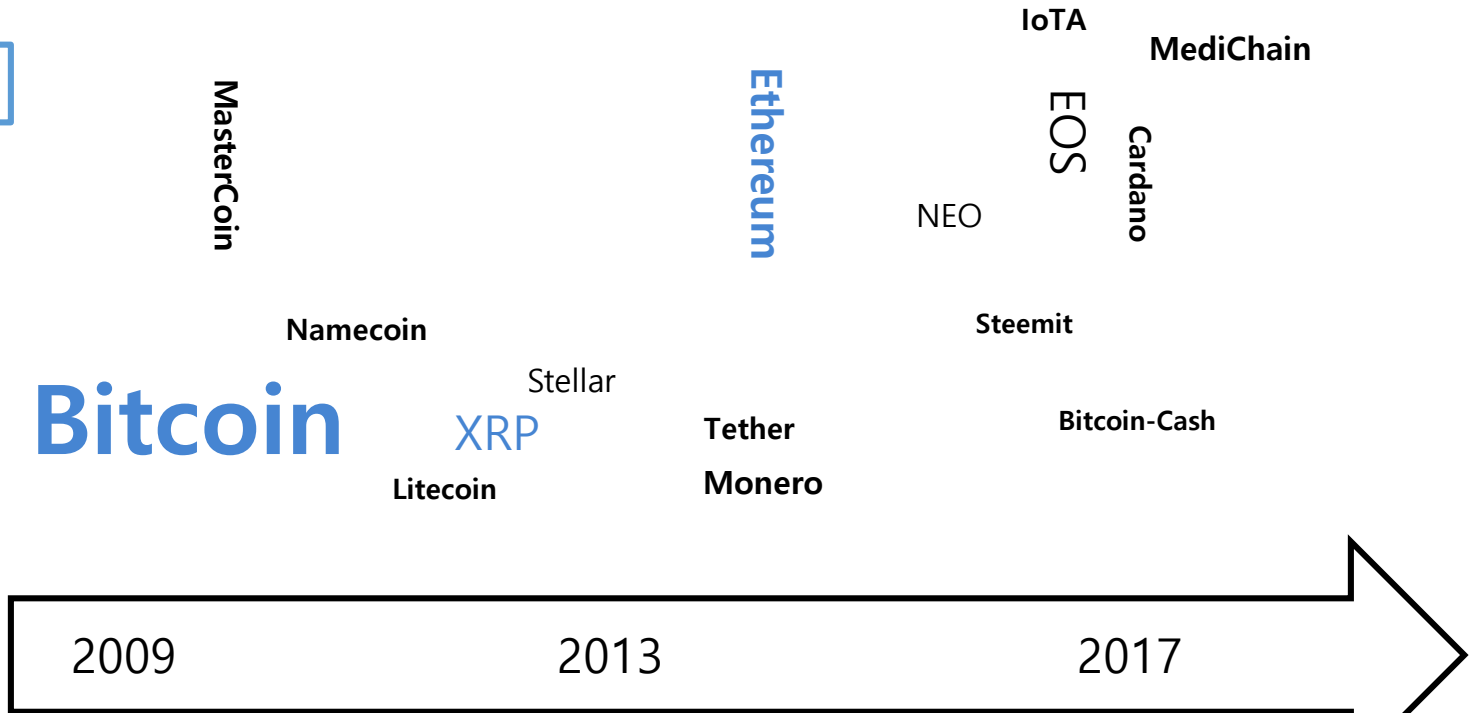 IoTA
MediChain
MasterCoin
Ethereum
EOS
Cardano
NEO
Namecoin
Steemit
Stellar
Bitcoin
XRP
Tether
Bitcoin-Cash
Litecoin
Monero
2009
2013
2017